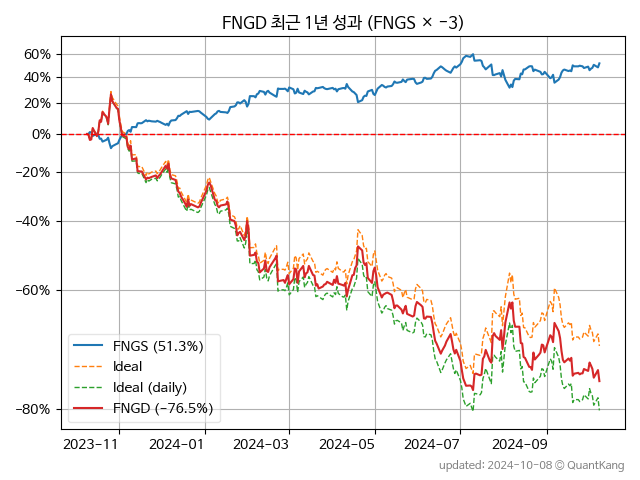 FNGD 최근 1년 성과 (FNGS × −3)
60%
40%
20%
0%
−20%
−40%
−60%
−80%
FNGS (51.3%)
Ideal
Ideal (daily)
FNGD (−76.5%)
2023-11
2024-01
2024-03
2024-05
2024-07
2024-09
updated: 2024-10-08 © QuantKang